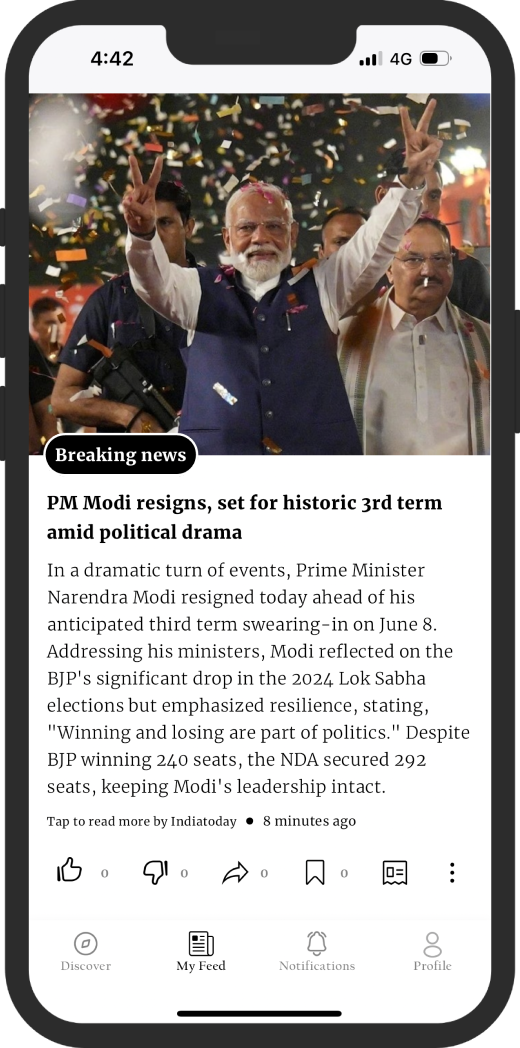 4:42
4G
Breaking news
PM Modi resigns, set for historic 3rd term
amid political drama
In a dramatic turn of events, Prime Minister
Narendra Modi resigned today ahead of his
anticipated third term swearing-in on June 8.
Addressing his ministers, Modi reflected on the
BJP's significant drop in the 2024 Lok Sabha
elections but emphasized resilience, stating,
"Winning and losing are part of politics." Despite
BJP winning 240 seats, the NDA secured 292
seats, keeping Modi's leadership intact.
Tap to read more by Indiatoday • 8 minutes ago
0 0 0 0
Discover My Feed Notifications Profile